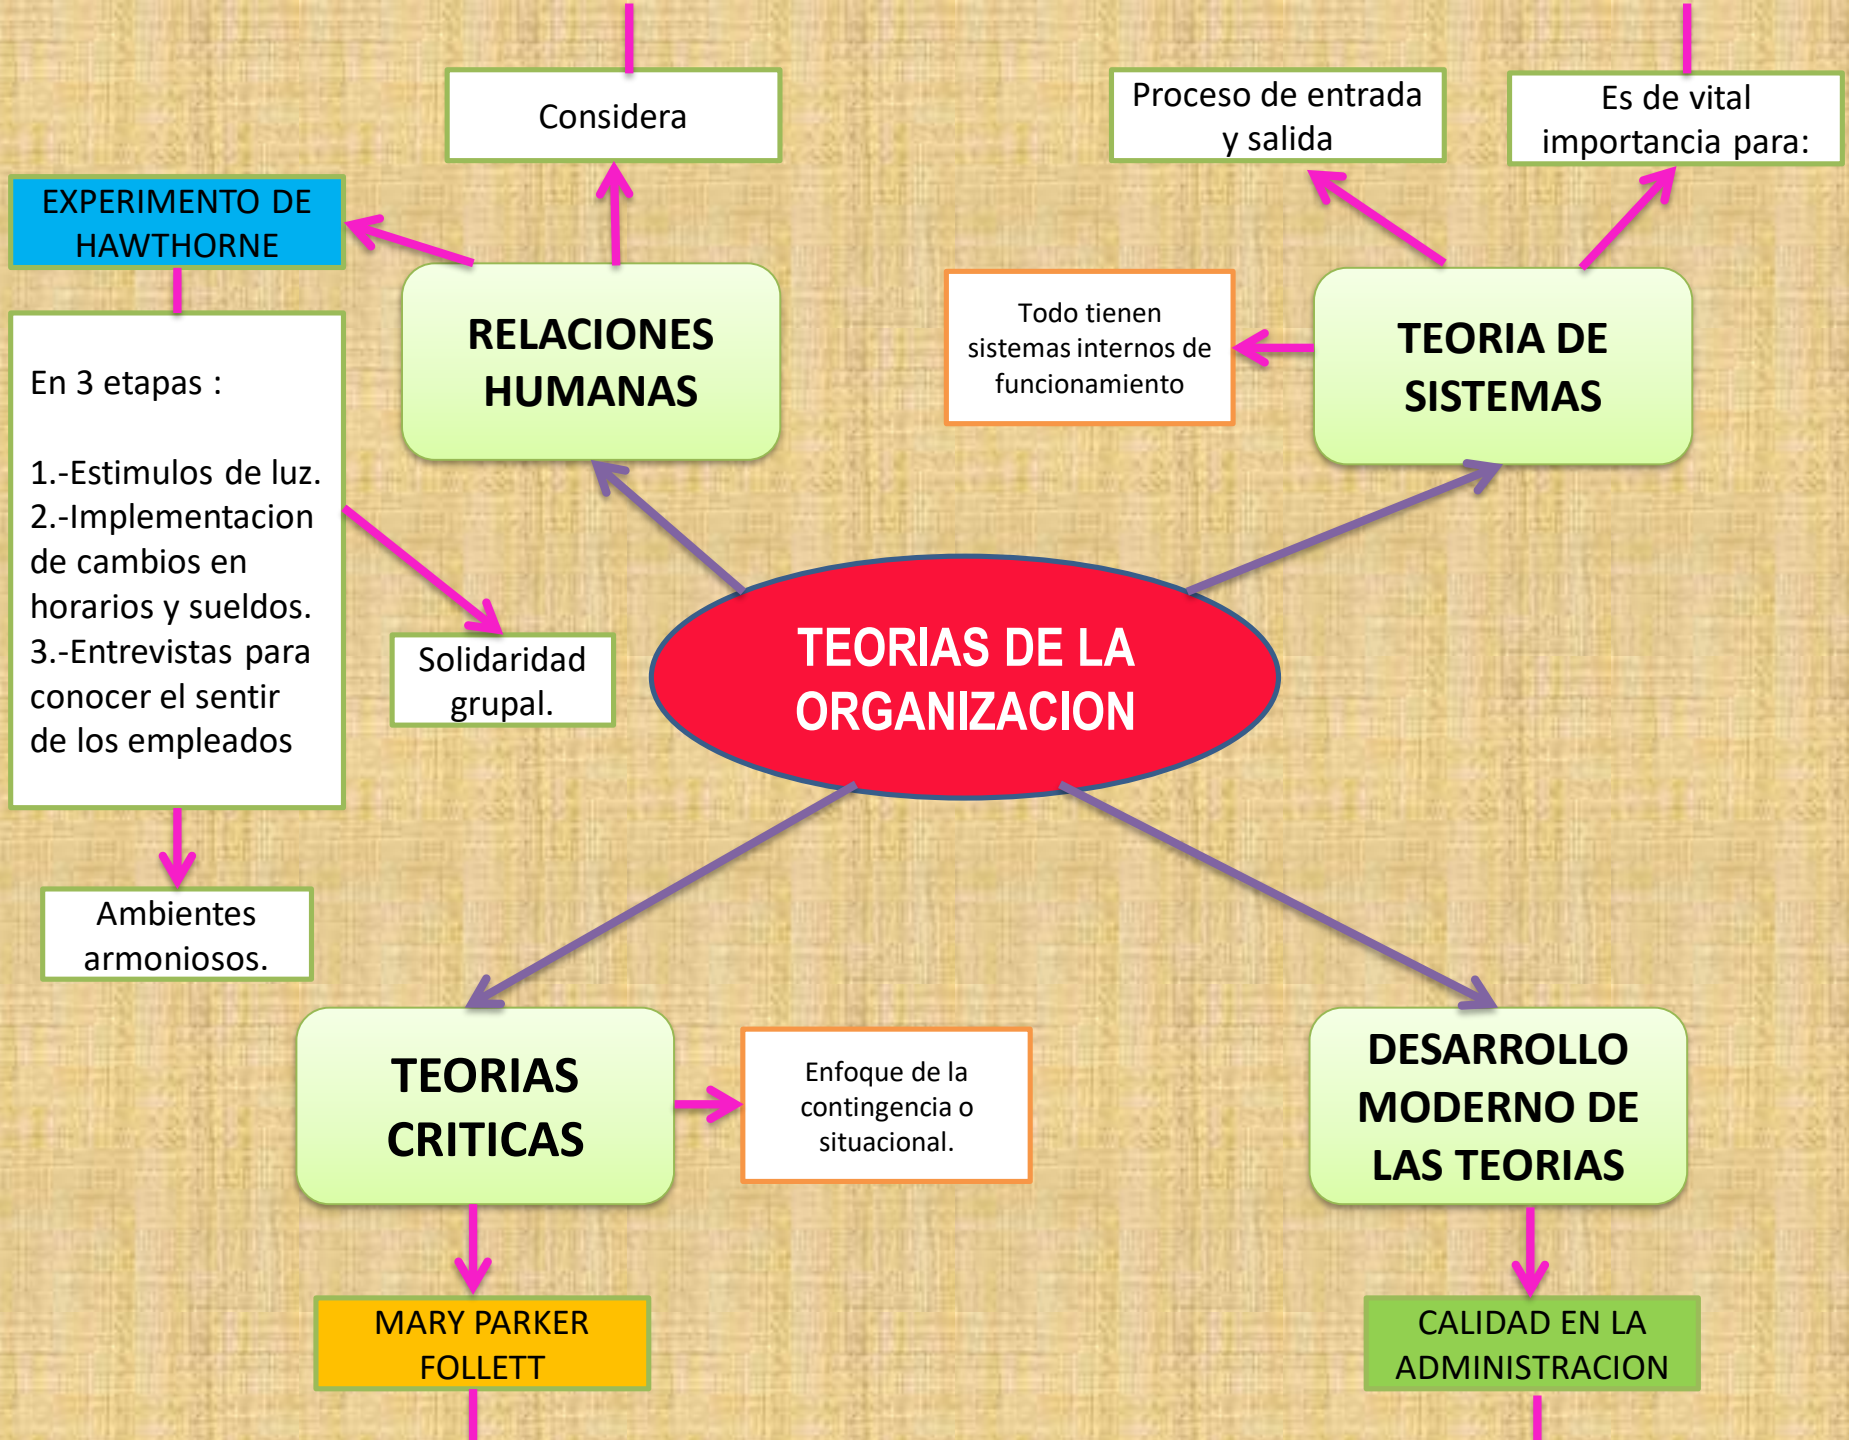 Considera
Proceso de entrada
y salida
Es de vital
importancia para:
EXPERIMENTO DE
HAWTHORNE
RELACIONES
HUMANAS
Todo tienen
sistemas internos de
funcionamiento
TEORIA DE
SISTEMAS
En 3 etapas :
1.-Estimulos de luz.
2.-Implementacion
de cambios en
horarios y sueldos.
3.-Entrevistas para
conocer el sentir
de los empleados
Solidaridad
grupal.
TEORIAS DE LA
ORGANIZACION
Ambientes
armoniosos.
TEORIAS
CRITICAS
Enfoque de la
contingencia o
situacional.
DESARROLLO
MODERNO DE
LAS TEORIAS
MARY PARKER
FOLLETT
CALIDAD EN LA
ADMINISTRACION